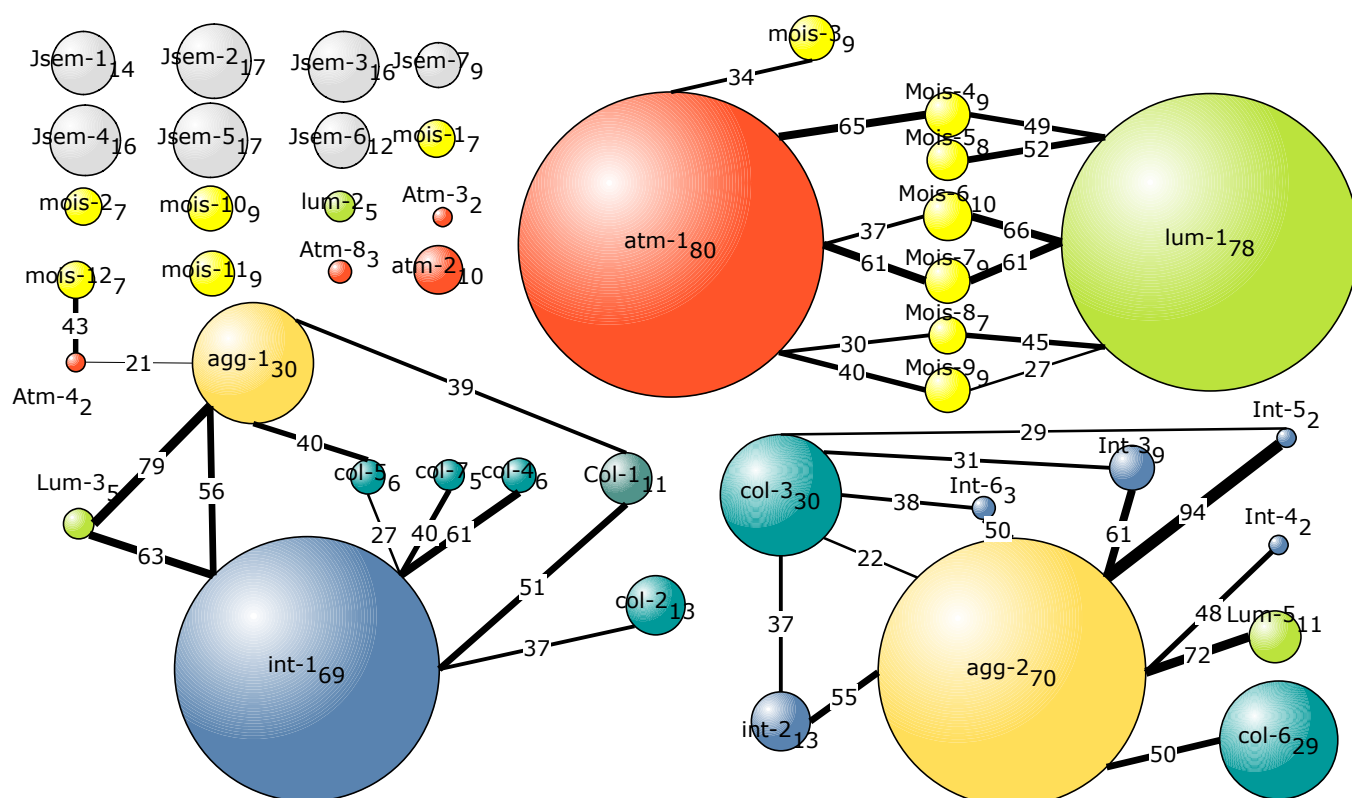 Jsem-1 14
Jsem-2 17
Jsem-3 16
Jsem-7 9
mois-3 9
34
Jsem-4 16
Jsem-5 17
Jsem-6 12
mois-1 7
65
Mois-4 9
49
Mois-5 8
52
mois-2 7
mois-10 9
lum-2 5
Atm-3 2
Mois-6 10
37
66
atm-1 80
lum-1 78
mois-12 7
mois-11 9
Atm-8 3
atm-2 10
61
Mois-7 9
61
43
21
Atm-4 2
agg-1 30
39
30
Mois-8 7
45
40
Mois-9 9
27
40
79
56
Lum-3 5
col-5 6
col-7 5
col-4 6
Col-1 11
27
40
61
63
51
29
Int-5 2
31
Int-3 9
col-3 30
38
Int-6 3
50
61
94
Int-4 2
22
48
Lum-5 11
72
col-2 13
37
int-1 69
37
55
int-2 13
agg-2 70
50
col-6 29